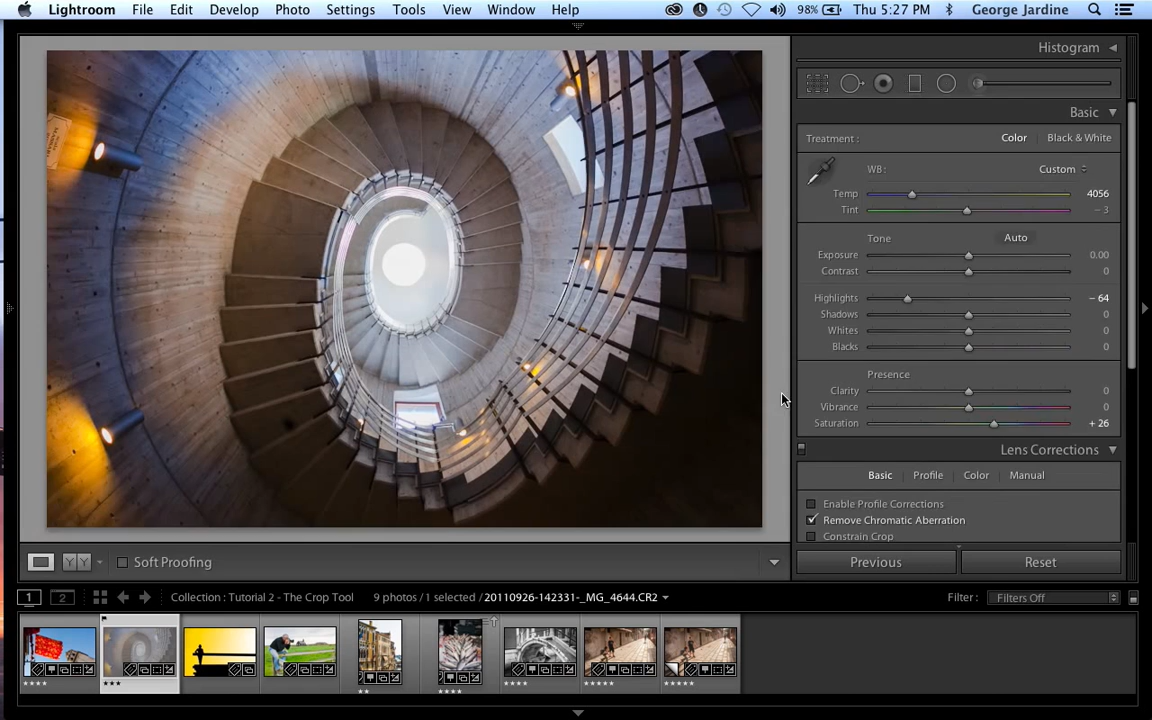 Lightroom File Edit Develop Photo Settings Tools View Window Help 98% Thu 5:27 PM George Jardine
Histogram
Basic
Treatment : Color Black & White
WB : Custom
Temp 4056
Tint − 3
Tone Auto
Exposure 0.00
Contrast 0
Highlights − 64
Shadows 0
Whites 0
Blacks 0
Presence
Clarity 0
Vibrance 0
Saturation + 26
Lens Corrections
Basic Profile Color Manual
Enable Profile Corrections
Remove Chromatic Aberration
Constrain Crop
Y Y Soft Proofing Previous Reset
1 2 Collection : Tutorial 2 - The Crop Tool 9 photos / 1 selected / 20110926-142331-_MG_4644.CR2 Filter : Filters Off